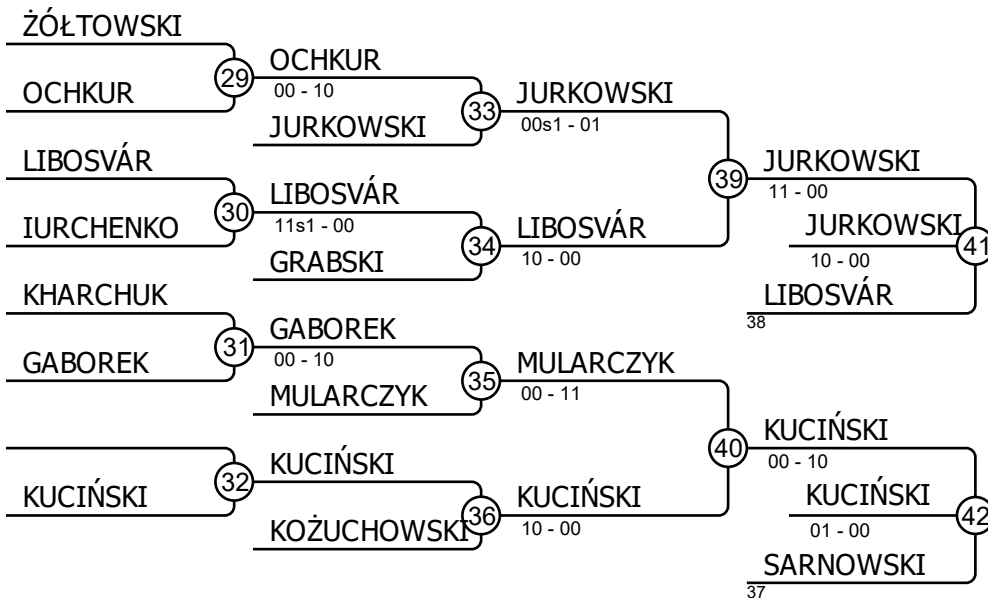 ŻÓŁTOWSKI
29
OCHKUR
OCHKUR
00 - 10
33
JURKOWSKI
JURKOWSKI
00s1 - 01
LIBOSVÁR
30
IURCHENKO
LIBOSVÁR
11s1 - 00
34
GRABSKI
LIBOSVÁR
10 - 00
39
JURKOWSKI
11 - 00
JURKOWSKI
10 - 00
41
LIBOSVÁR
38
KHARCHUK
31
GABOREK
GABOREK
00 - 10
35
MULARCZYK
MULARCZYK
00 - 11
32
KUCIŃSKI
KUCIŃSKI
36
KOŻUCHOWSKI
KUCIŃSKI
10 - 00
40
KUCIŃSKI
00 - 10
KUCIŃSKI
01 - 00
42
SARNOWSKI
37